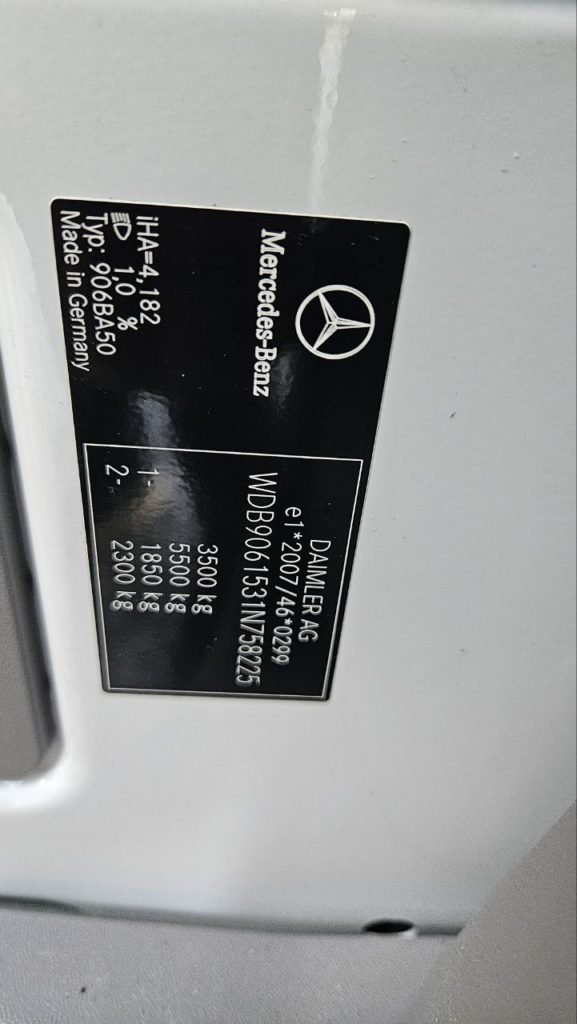 Mercedes-Benz
iHA=4,182
1,0 %
Typ: 906BA50
Made in Germany
DAIMLER AG
e1*2007/46*0299
WDB9061531N758225
3500 kg
5500 kg
1- 1850 kg
2- 2300 kg